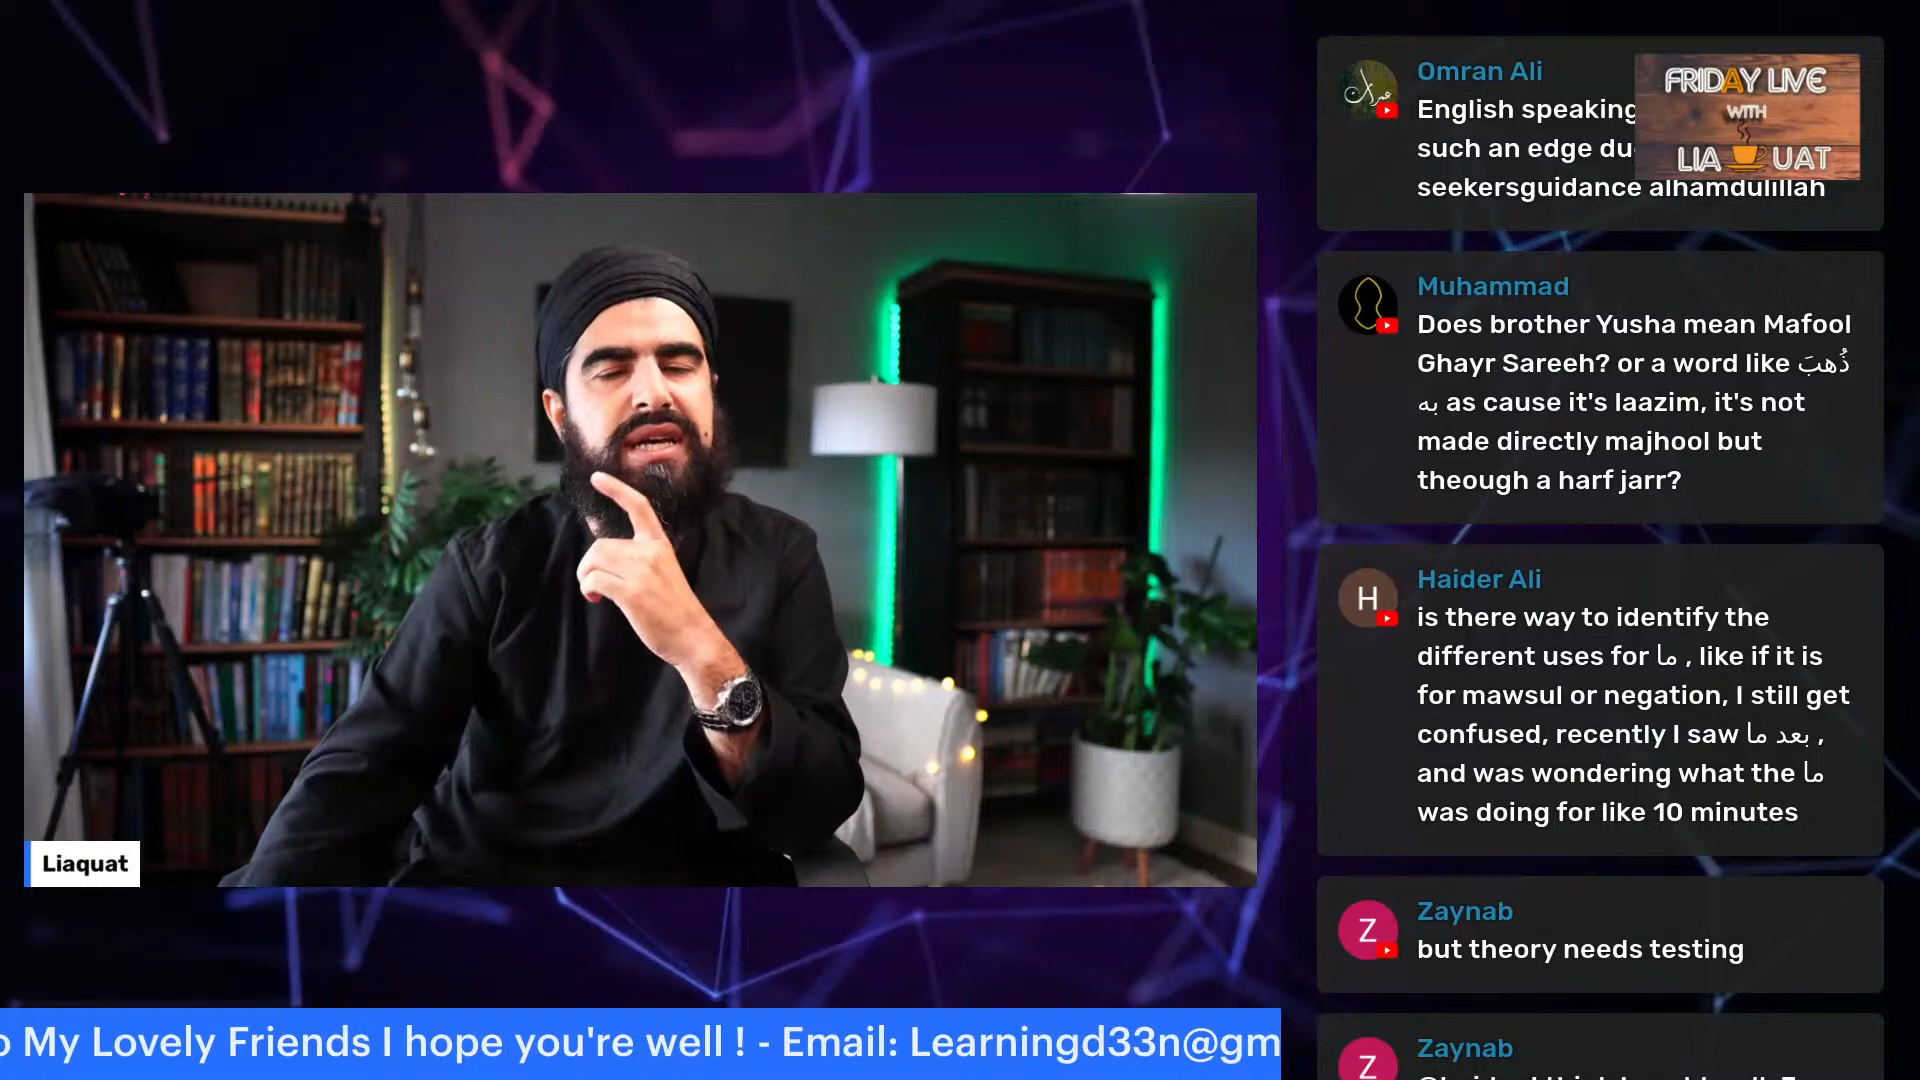 Omran Ali
English speaking
such an edge
seekersguidance alhamdulillah
FRIDAY LIVE
WITH
LIA UAT
Muhammad
Does brother Yusha mean Mafool
Ghayr Sareeh? or a word like ذُهبَ
به as cause it's laazim, it's not
made directly majhool but
theough a harf jarr?
H
Haider Ali
is there way to identify the
different uses for ما , like if it is
for mawsul or negation, I still get
confused, recently I saw بعد ما ,
and was wondering what the ما
was doing for like 10 minutes
Z
Zaynab
but theory needs testing
Z
Zaynab
Liaquat
My Lovely Friends I hope you're well ! - Email: Learningd33n@gm